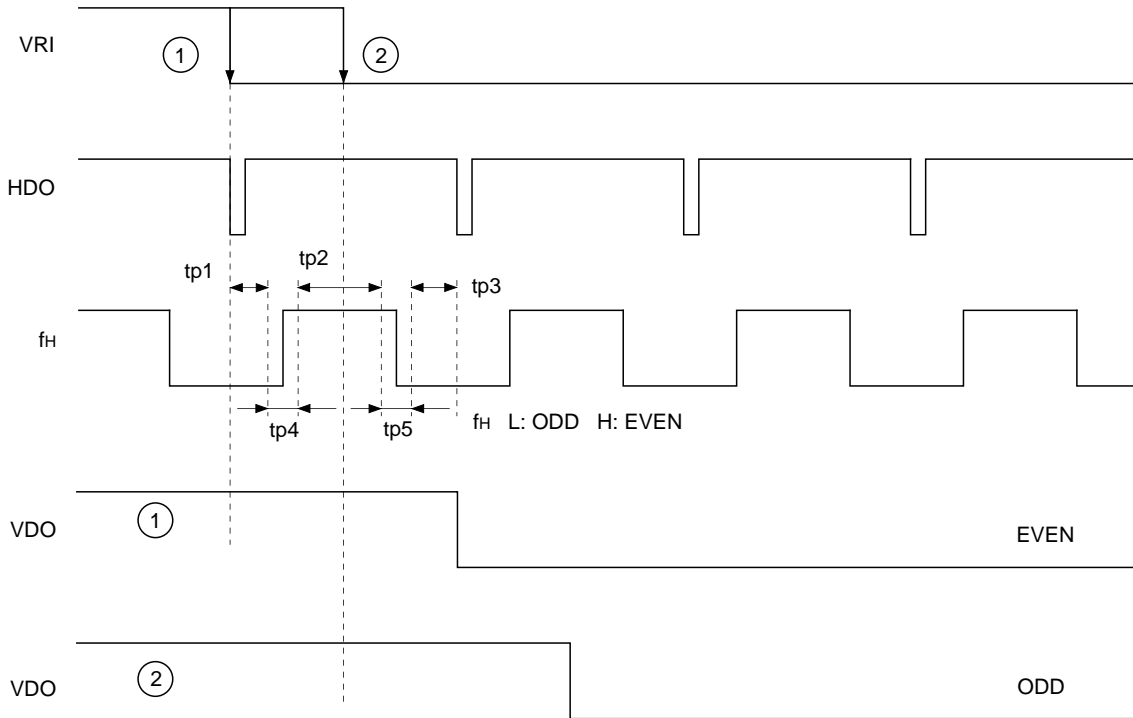 VRI
1
2
HDO
tp1
tp2
tp3
fH
tp4
tp5
fH L: ODD H: EVEN
VDO
1
EVEN
VDO
2
ODD